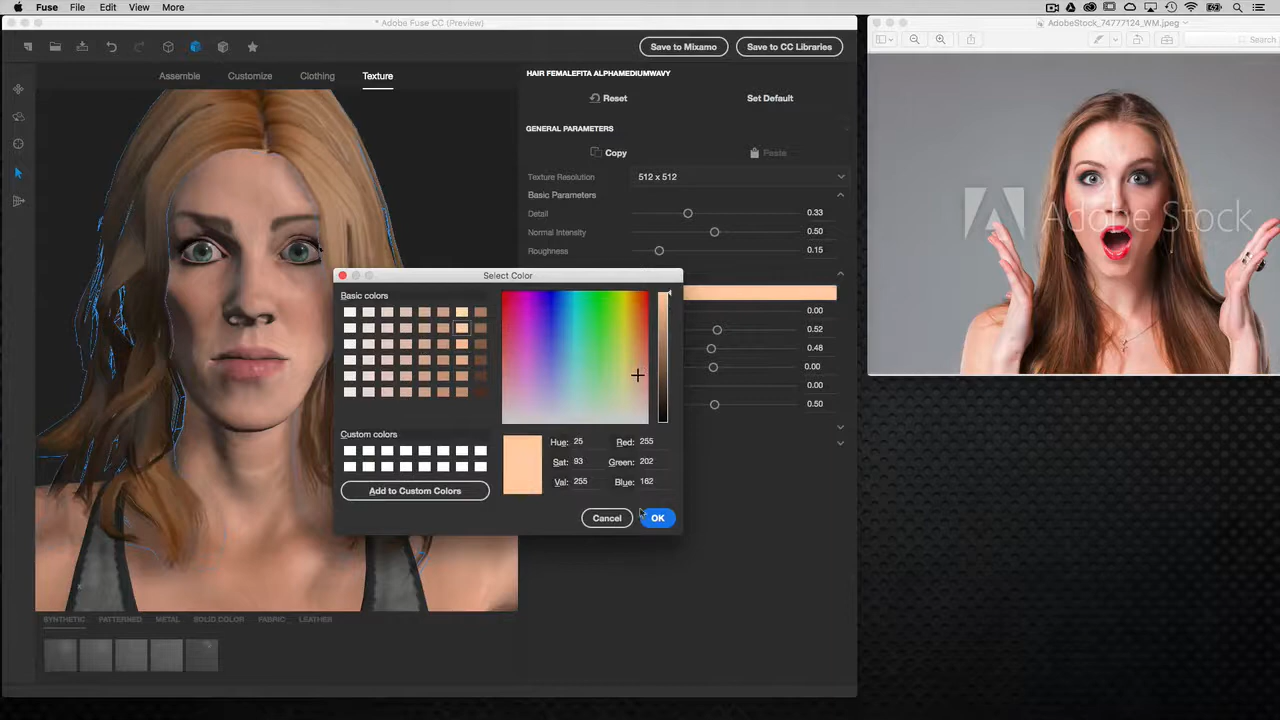 Fuse File Edit View More
* Adobe Fuse CC (Preview)
AdobeStock_74777124_WM.jpeg
Search
Save to Mixamo
Save to CC Libraries
Assemble
Customize
Clothing
Texture
HAIR FEMALEFITA ALPHAMEDIUMWAVY
Reset
Set Default
GENERAL PARAMETERS
Copy
Paste
Texture Resolution
512 x 512
Basic Parameters
Detail
0.33
Normal Intensity
0.50
Roughness
0.15
0.00
0.52
0.48
0.00
0.00
0.50
Select Color
Basic colors
Custom colors
Add to Custom Colors
Hue: 25
Red: 255
Sat: 93
Green: 202
Val: 255
Blue: 162
Cancel
OK
SYNTHETIC
PATTERNED
METAL
SOLID COLOR
FABRIC
LEATHER
Adobe Stock